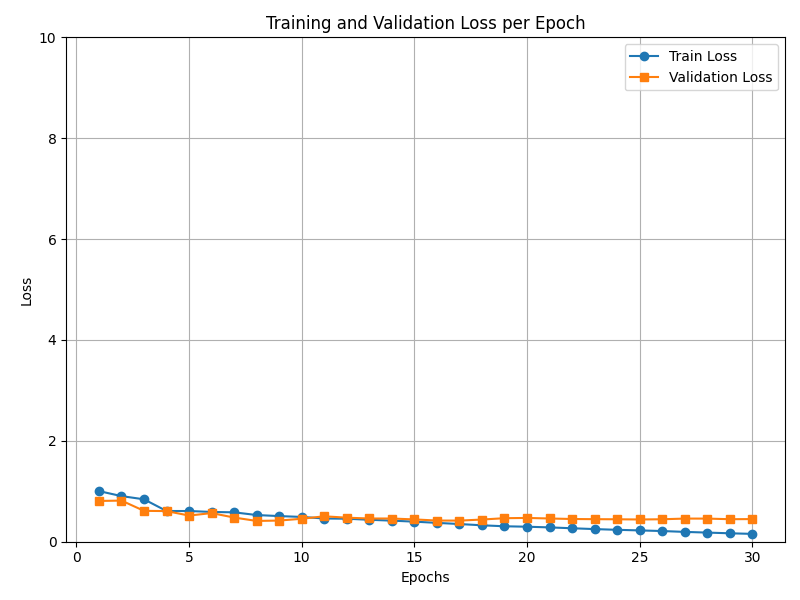 Training and Validation Loss per Epoch
Train Loss
Validation Loss
Loss
10
8
6
4
2
0
0 5 10 15 20 25 30
Epochs